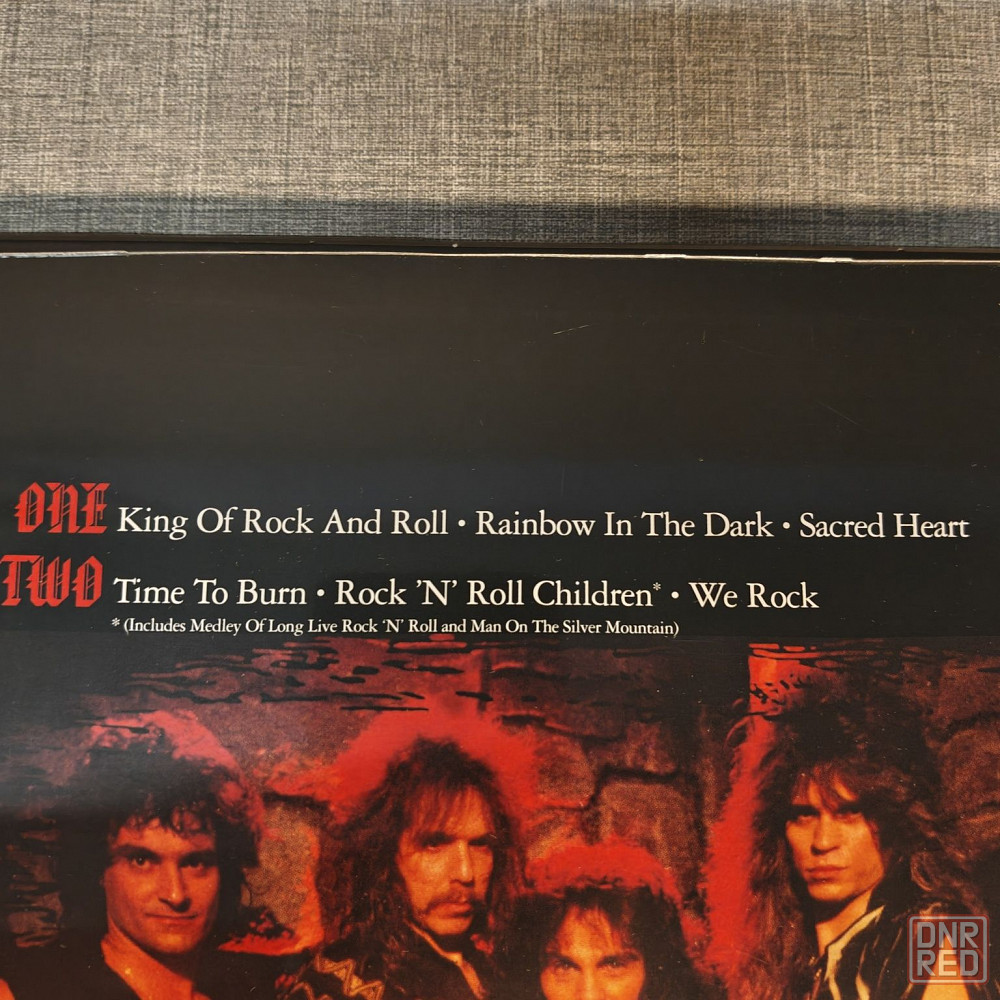 ONE King Of Rock And Roll • Rainbow In The Dark • Sacred Heart
TWO Time To Burn • Rock 'N' Roll Children* • We Rock
* (Includes Medley Of Long Live Rock 'N' Roll and Man On The Silver Mountain)
DNR
RED